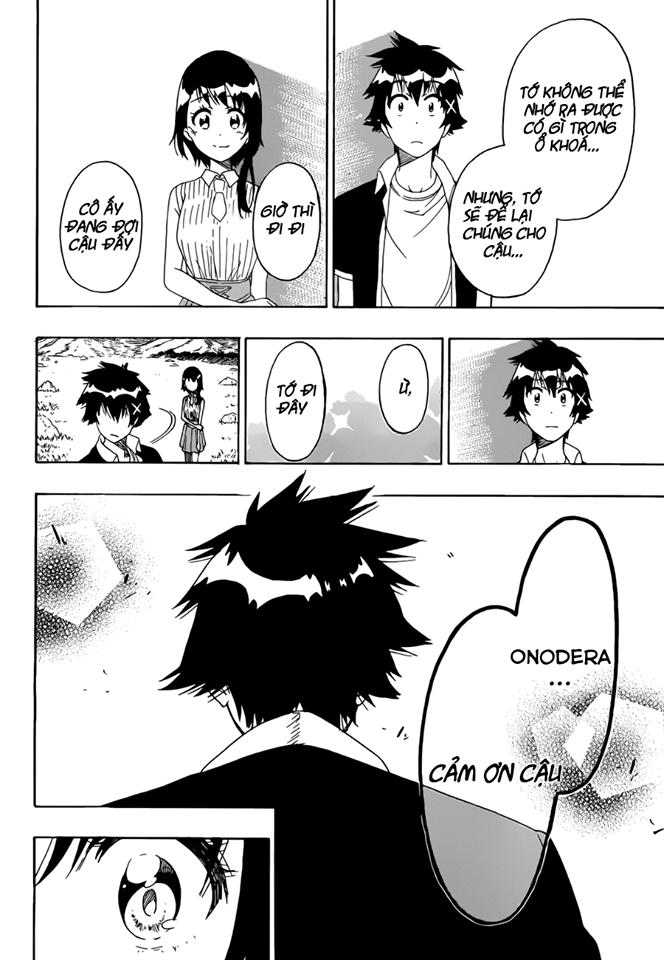 TỚ KHÔNG THỂ
NHỚ RA ĐƯỢC
CÓ GÌ TRONG
Ổ KHOÁ...
NHƯNG, TỚ
SẼ ĐỂ LẠI
CHÚNG CHO
CẬU...
GIỜ THÌ
ĐI ĐI
CÔ ẤY
ĐANG ĐỢI
CẬU ĐẤY
Ừ,
TỚ ĐI
ĐÂY
ONODERA
...
CẢM ƠN CẬU